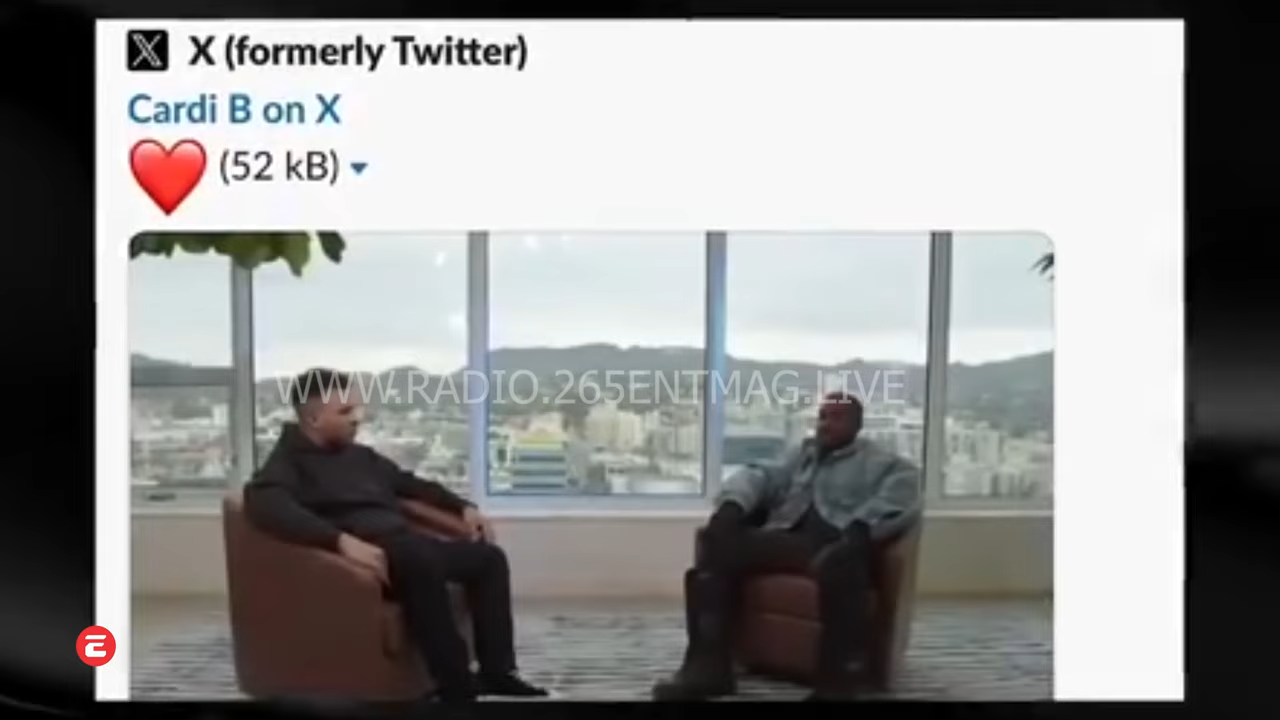 X (formerly Twitter)
Cardi B on X
(52 kB)
WWW.RADIO.265ENTMAG.LIVE